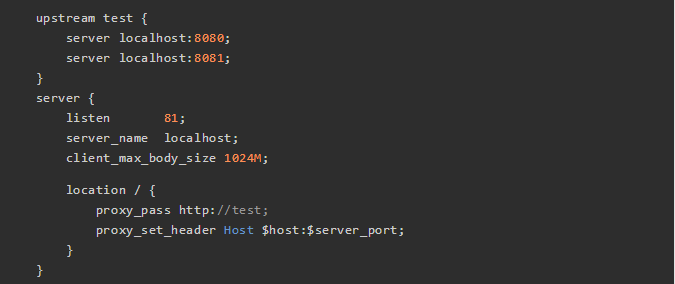 upstream test {
server localhost:8080;
server localhost:8081;
}
server {
listen       81;
server_name  localhost;
client_max_body_size 1024M;
location / {
proxy_pass http://test;
proxy_set_header Host $host:$server_port;
}
}